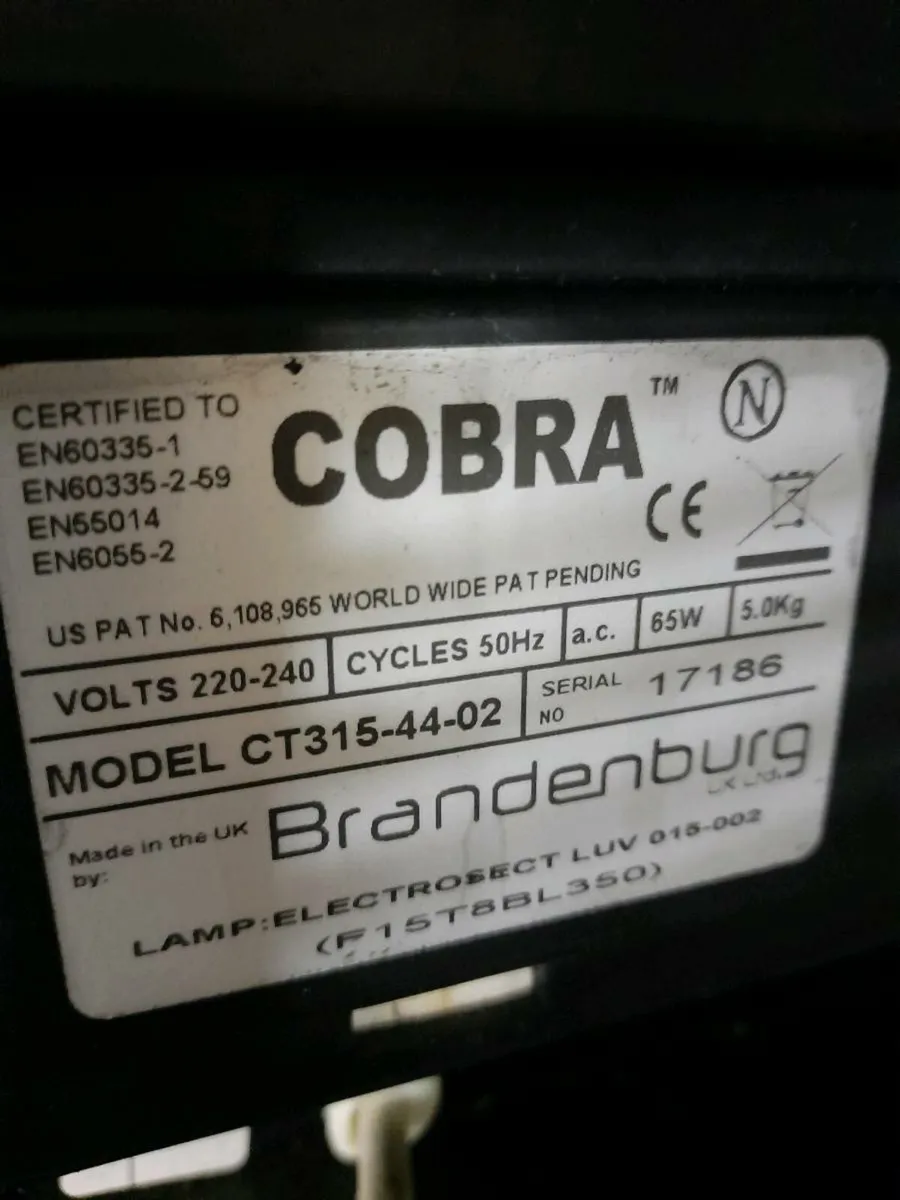 CERTIFIED TO
EN60335-1
EN60335-2-59
EN55014
EN6055-2
COBRA™
N
CE
US PAT No. 6,108,965 WORLD WIDE PAT PENDING
VOLTS 220-240 CYCLES 50Hz a.c. 65W 5.0Kg
MODEL CT315-44-02 SERIAL NO 17186
Made in the UK by: Brandenburg
UK Ltd.
LAMP:ELECTROSECT LUV 015-002
(F15T8BL350)